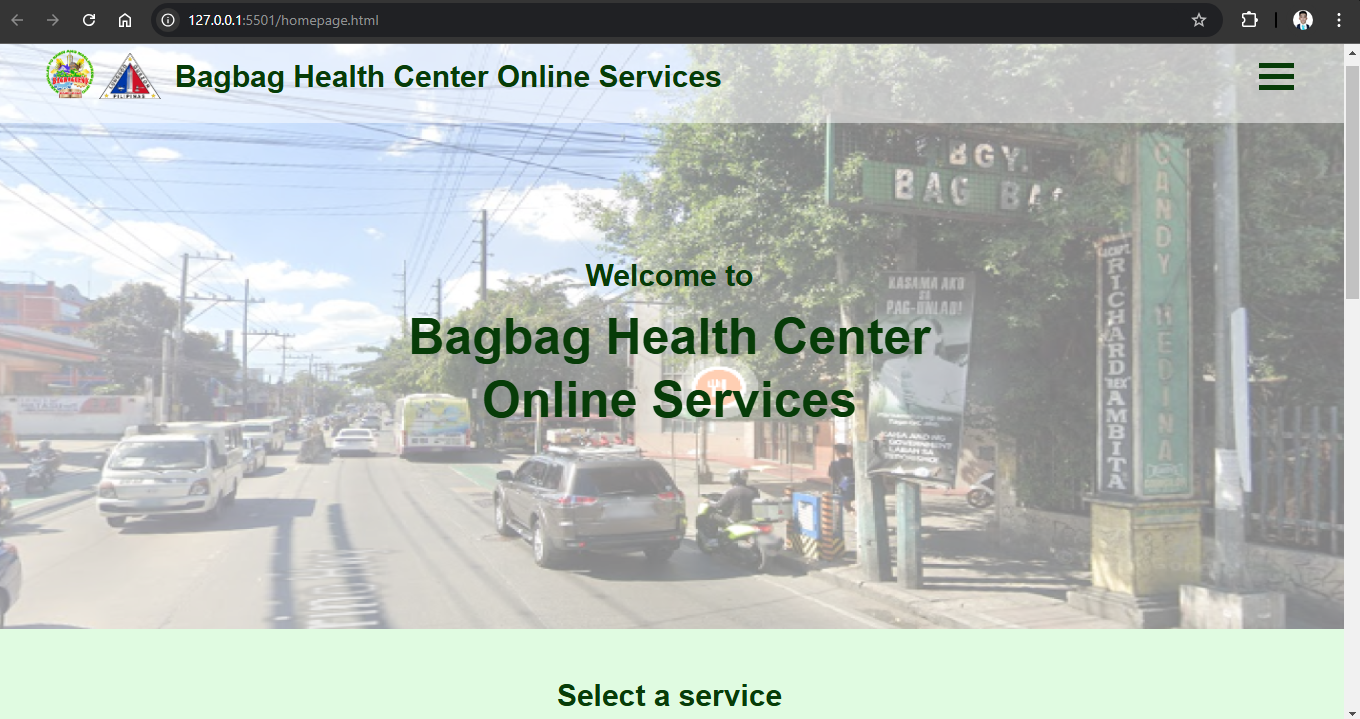 127.0.0.1:5501/homepage.html
Bagbag Health Center Online Services
PILIPINAS
BGY.
BAG BAG
CANDY MEDINA
RICHARD "REX" AMBITA
KASAMA AKO
SA
PAG-UNLAD!
Welcome to
Bagbag Health Center
Online Services
Select a service